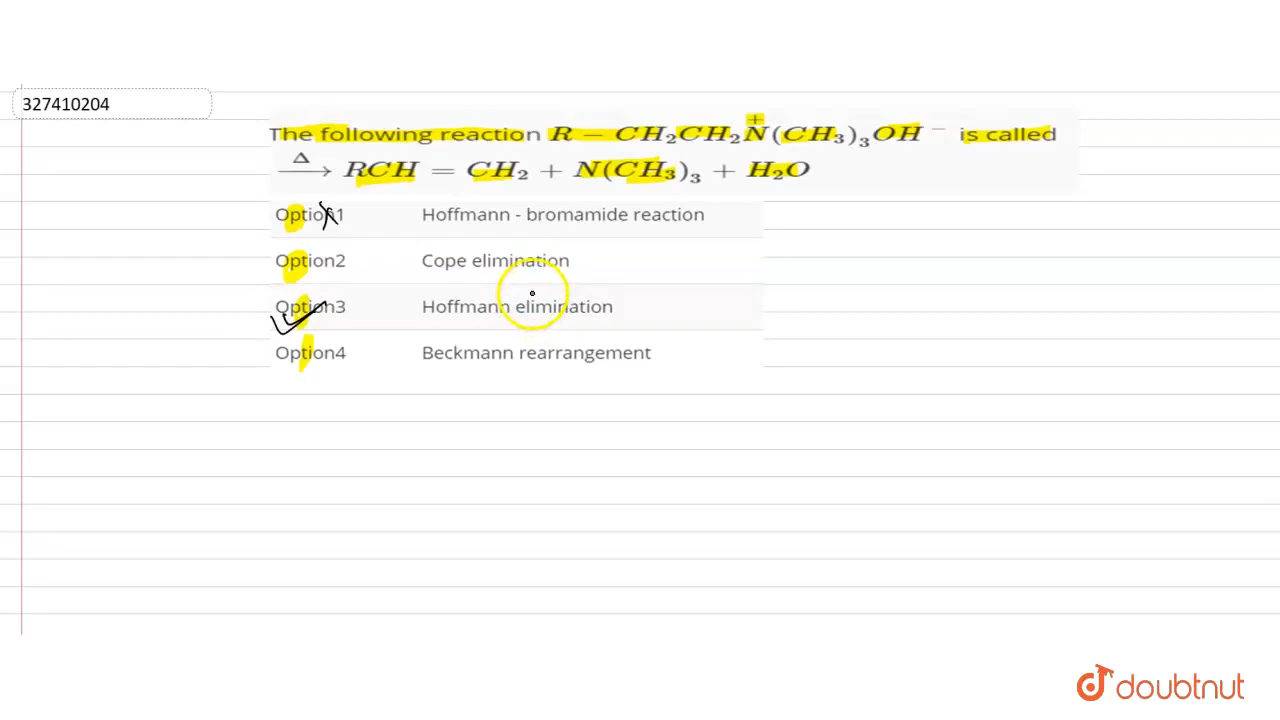 327410204
The following reaction R − CH₂CH₂N⁺(CH₃)₃OH⁻ is called
Δ⟶ RCH = CH₂ + N(CH₃)₃ + H₂O
Option1 Hoffmann - bromamide reaction
Option2 Cope elimination
Option3 Hoffmann elimination
Option4 Beckmann rearrangement
doubtnut